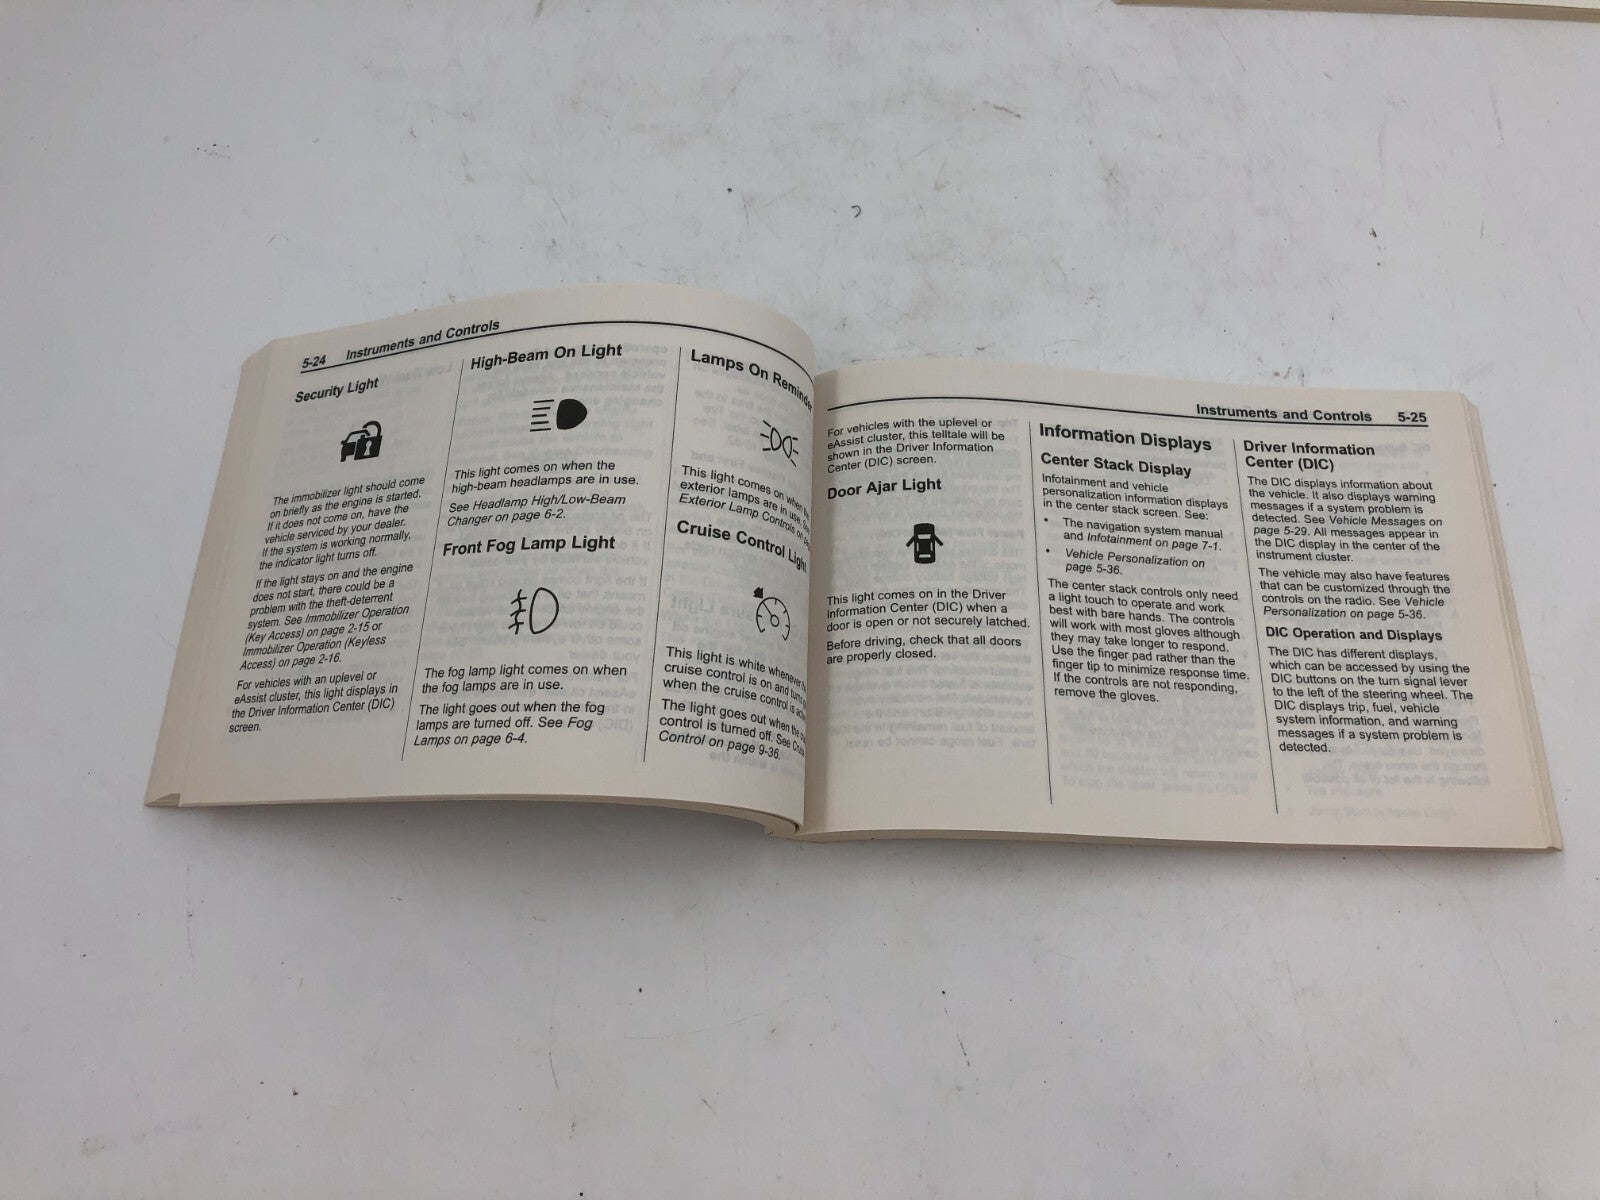 5-24 Instruments and Controls
Security Light
The immobilizer light should come
on briefly as the engine is started.
If it does not come on, have the
vehicle serviced by your dealer.
If the system is working normally,
the indicator light turns off.
If the light stays on and the engine
does not start, there could be a
problem with the theft-deterrent
system. See Immobilizer Operation
(Key Access) on page 2-15 or
Immobilizer Operation (Keyless
Access) on page 2-16.
For vehicles with an uplevel or
eAssist cluster, this light displays in
the Driver Information Center (DIC)
screen.
High-Beam On Light
This light comes on when the
high-beam headlamps are in use.
See Headlamp High/Low-Beam
Changer on page 6-2.
Front Fog Lamp Light
The fog lamp light comes on when
the fog lamps are in use.
The light goes out when the fog
lamps are turned off. See Fog
Lamps on page 6-4.
Lamps On Reminder
This light comes on when the
exterior lamps are in use. See
Exterior Lamp Controls on
Cruise Control Light
This light is white whenever the
cruise control is on and turns
when the cruise control is
The light goes out when the
control is turned off. See Cruise
Control on page 9-36.
Instruments and Controls 5-25
For vehicles with the uplevel or
eAssist cluster, this telltale will be
shown in the Driver Information
Center (DIC) screen.
Door Ajar Light
This light comes on in the Driver
Information Center (DIC) when a
door is open or not securely latched.
Before driving, check that all doors
are properly closed.
Information Displays
Center Stack Display
Infotainment and vehicle
personalization information displays
in the center stack screen. See:
• The navigation system manual
and Infotainment on page 7-1.
• Vehicle Personalization on
page 5-36.
The center stack controls only need
a light touch to operate and work
best with bare hands. The controls
will work with most gloves although
they may take longer to respond.
Use the finger pad rather than the
finger tip to minimize response time.
If the controls are not responding,
remove the gloves.
Driver Information
Center (DIC)
The DIC displays information about
the vehicle. It also displays warning
messages if a system problem is
detected. See Vehicle Messages on
page 5-29. All messages appear in
the DIC display in the center of the
instrument cluster.
The vehicle may also have features
that can be customized through the
controls on the radio. See Vehicle
Personalization on page 5-36.
DIC Operation and Displays
The DIC has different displays,
which can be accessed by using the
DIC buttons on the turn signal lever
to the left of the steering wheel. The
DIC displays trip, fuel, vehicle
system information, and warning
messages if a system problem is
detected.